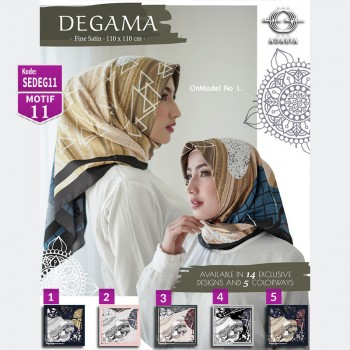 DEGAMA
- Fine Satin - 110 x 110 cm -
Kode:
SEDEG11
MOTIF
11
OnModel No 1.
AVAILABLE IN 14 EXCLUSIVE
DESIGNS AND 5 COLORWAYS
1 2 3 4 5